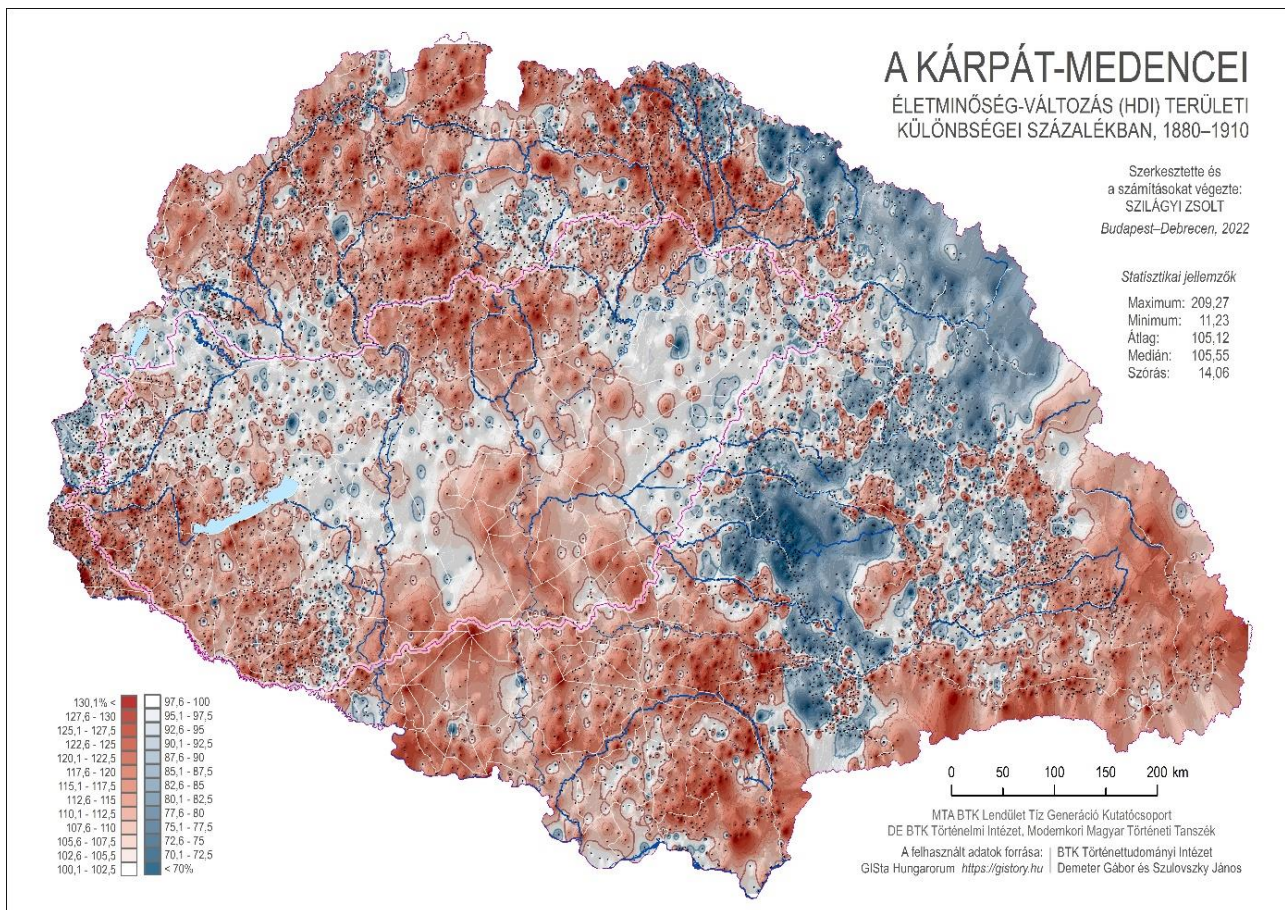 A KÁRPÁT-MEDENCEI
ÉLETMINŐSÉG-VÁLTOZÁS (HDI) TERÜLETI
KÜLÖNBSÉGEI SZÁZALÉKBAN, 1880–1910
Szerkesztette és
a számításokat végezte:
SZILÁGYI ZSOLT
Budapest–Debrecen, 2022
Statisztikai jellemzők
Maximum: 209,27
Minimum: 11,23
Átlag: 105,12
Medián: 105,55
Szórás: 14,06
130,1% < 97,6 - 100
127,6 - 130 95,1 - 97,5
125,1 - 127,5 92,6 - 95
122,6 - 125 90,1 - 92,5
120,1 - 122,5 87,6 - 90
117,6 - 120 85,1 - 87,5
115,1 - 117,5 82,6 - 85
112,6 - 115 80,1 - 82,5
110,1 - 112,5 77,6 - 80
107,6 - 110 75,1 - 77,5
105,6 - 107,5 72,6 - 75
102,6 - 105,5 70,1 - 72,5
100,1 - 102,5 < 70%
0 50 100 150 200 km
MTA BTK Lendület Tíz Generáció Kutatócsoport
DE BTK Történelmi Intézet, Modernkori Magyar Történeti Tanszék
A felhasznált adatok forrása: | BTK Történettudományi Intézet
GISta Hungarorum https://gistory.hu | Demeter Gábor és Szulovszky János